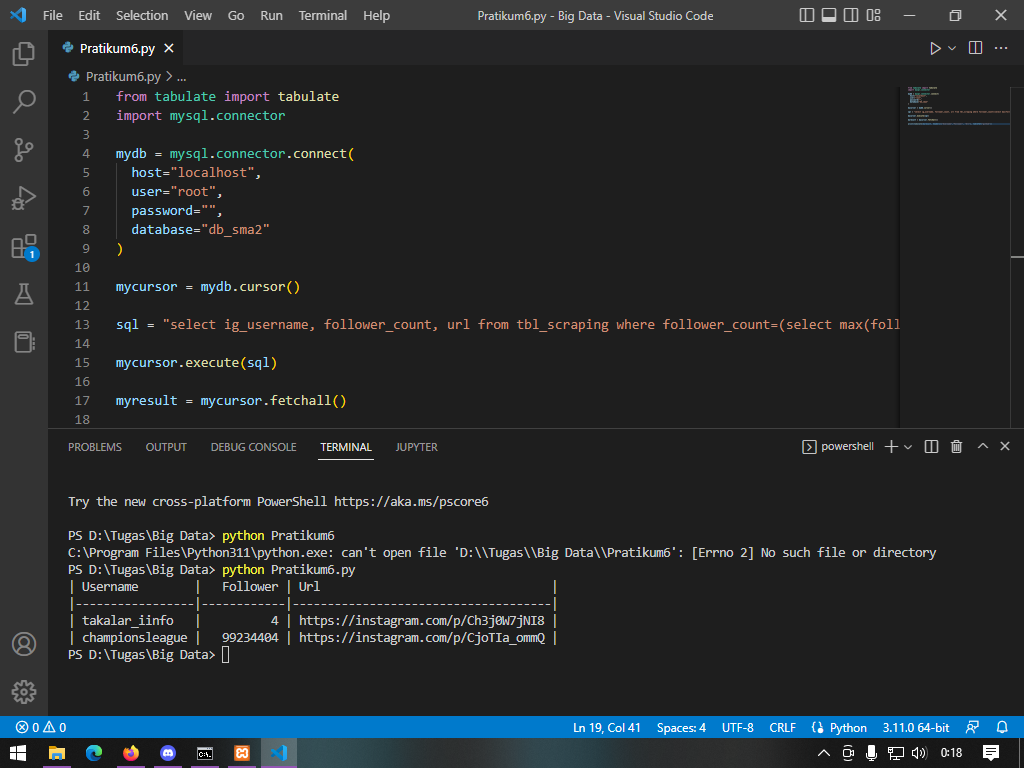 File Edit Selection View Go Run Terminal Help Pratikum6.py - Big Data - Visual Studio Code
Pratikum6.py
Pratikum6.py > ...
1 from tabulate import tabulate
2 import mysql.connector
3
4 mydb = mysql.connector.connect(
5 host="localhost",
6 user="root",
7 password="",
8 database="db_sma2"
9 )
10
11 mycursor = mydb.cursor()
12
13 sql = "select ig_username, follower_count, url from tbl_scraping where follower_count=(select max(foll
14
15 mycursor.execute(sql)
16
17 myresult = mycursor.fetchall()
18
1
PROBLEMS OUTPUT DEBUG CONSOLE TERMINAL JUPYTER powershell
Try the new cross-platform PowerShell https://aka.ms/pscore6
PS D:\Tugas\Big Data> python Pratikum6
C:\Program Files\Python311\python.exe: can't open file 'D:\\Tugas\\Big Data\\Pratikum6': [Errno 2] No such file or directory
PS D:\Tugas\Big Data> python Pratikum6.py
| Username        |   Follower | Url                                 |
|-----------------|------------|-------------------------------------|
| takalar_iinfo   |          4 | https://instagram.com/p/Ch3j0W7jNI8 |
| championsleague |   99234404 | https://instagram.com/p/CjoTIa_ommQ |
PS D:\Tugas\Big Data>
0 0 Ln 19, Col 41 Spaces: 4 UTF-8 CRLF Python 3.11.0 64-bit
0:18